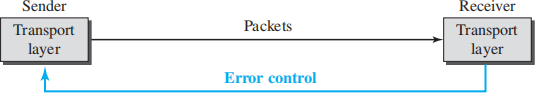 Sender
Receiver
Transport
layer
Packets
Transport
layer
Error control